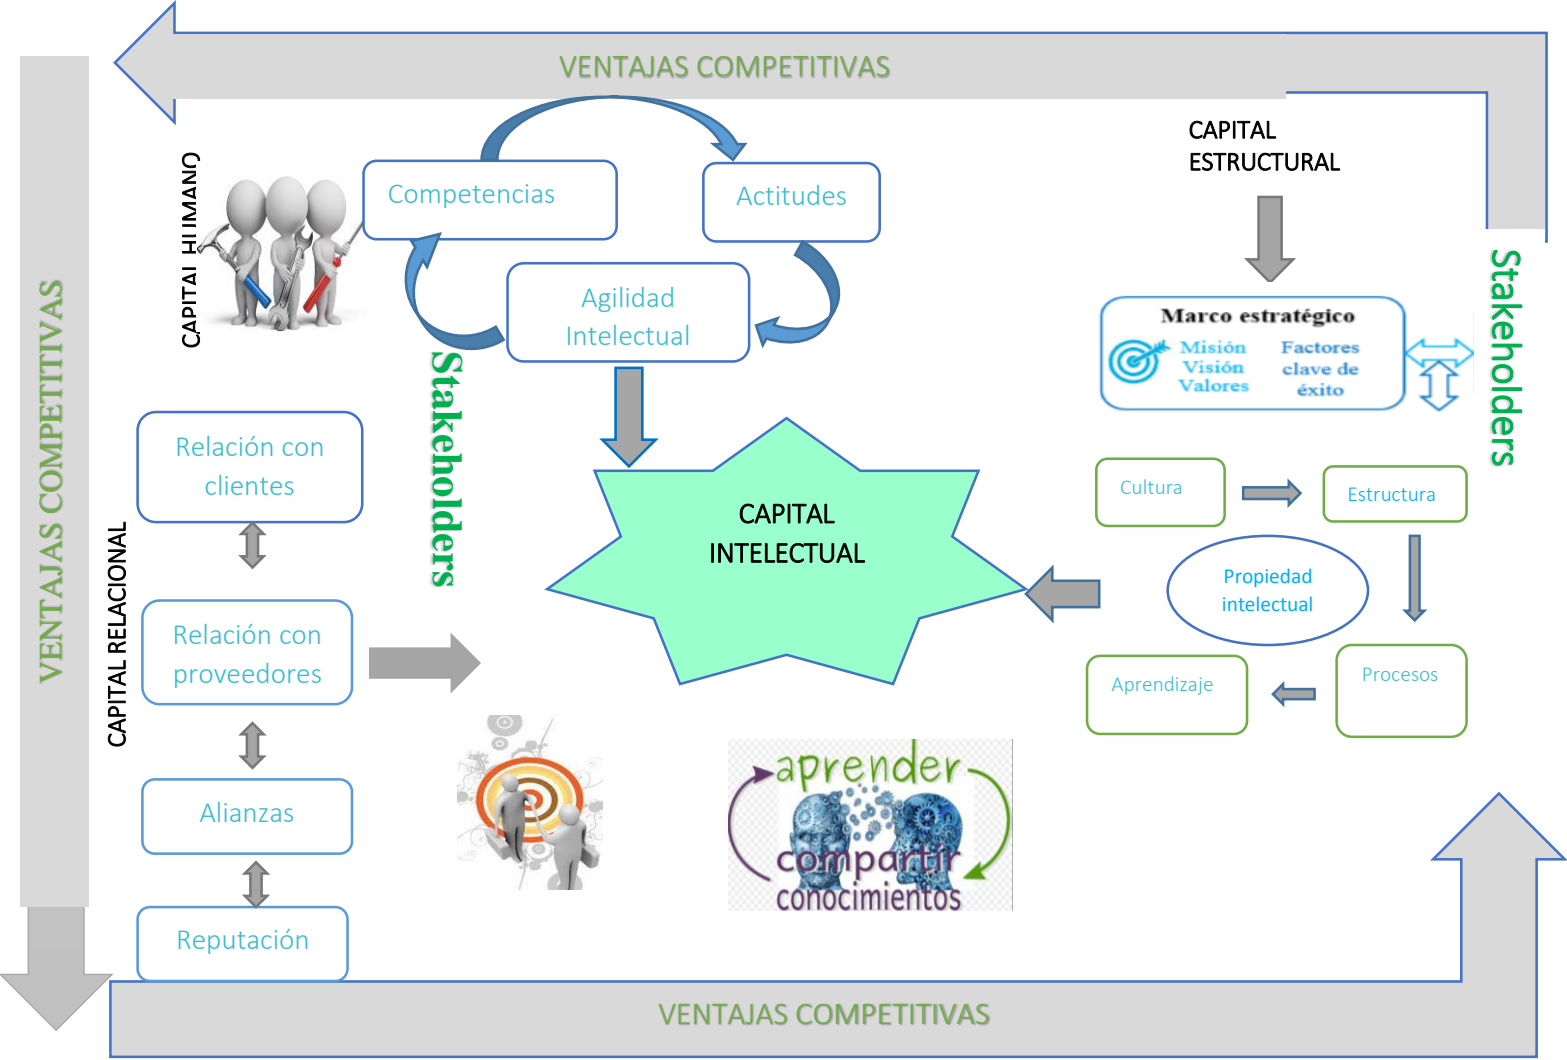 VENTAJAS COMPETITIVAS
VENTAJAS COMPETITIVAS
CAPITAL HUMANO
Competencias
Actitudes
Agilidad
Intelectual
Stakeholders
CAPITAL
ESTRUCTURAL
Marco estratégico
Misión
Visión
Valores
Factores
clave de
éxito
Stakeholders
CAPITAL RELACIONAL
Relación con
clientes
Relación con
proveedores
Alianzas
Reputación
CAPITAL
INTELECTUAL
Cultura
Estructura
Propiedad
intelectual
Aprendizaje
Procesos
aprender
compartir
conocimientos
VENTAJAS COMPETITIVAS